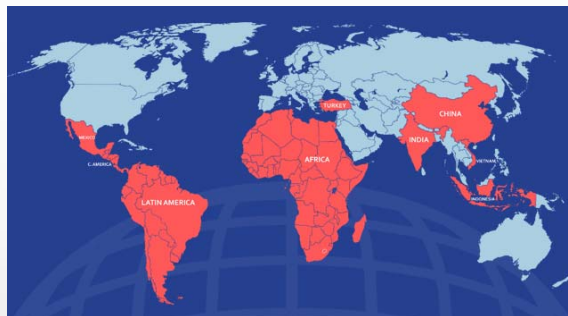 TURKEY
CHINA
MEXICO
INDIA
C. AMERICA
AFRICA
VIETNAM
LATIN AMERICA
INDONESIA